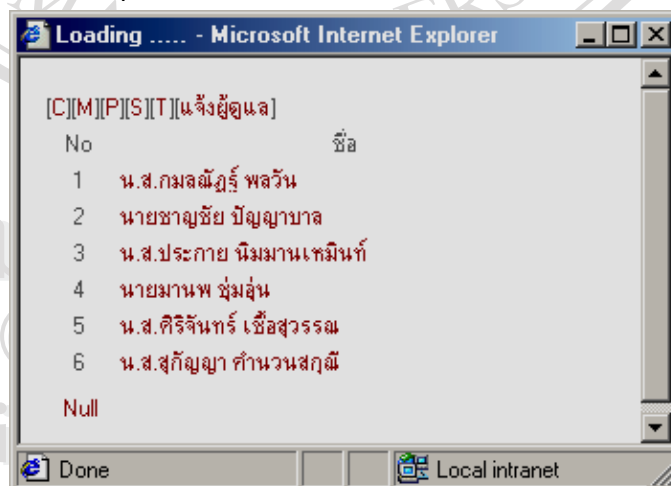 Loading ..... - Microsoft Internet Explorer
[C][M][P][S][T][แจ้งผู้ดูแล]
No ชื่อ
1 น.ส.กมลณัฏฐ์ พลวัน
2 นายชาญชัย ปัญญาบาล
3 น.ส.ประกาย นิมมานเหมินท์
4 นายมานพ ชุ่มอุ่น
5 น.ส.ศิริจันทร์ เชื้อสุวรรณ
6 น.ส.สุกัญญา คำนวนสกุณี
Null
Done Local intranet